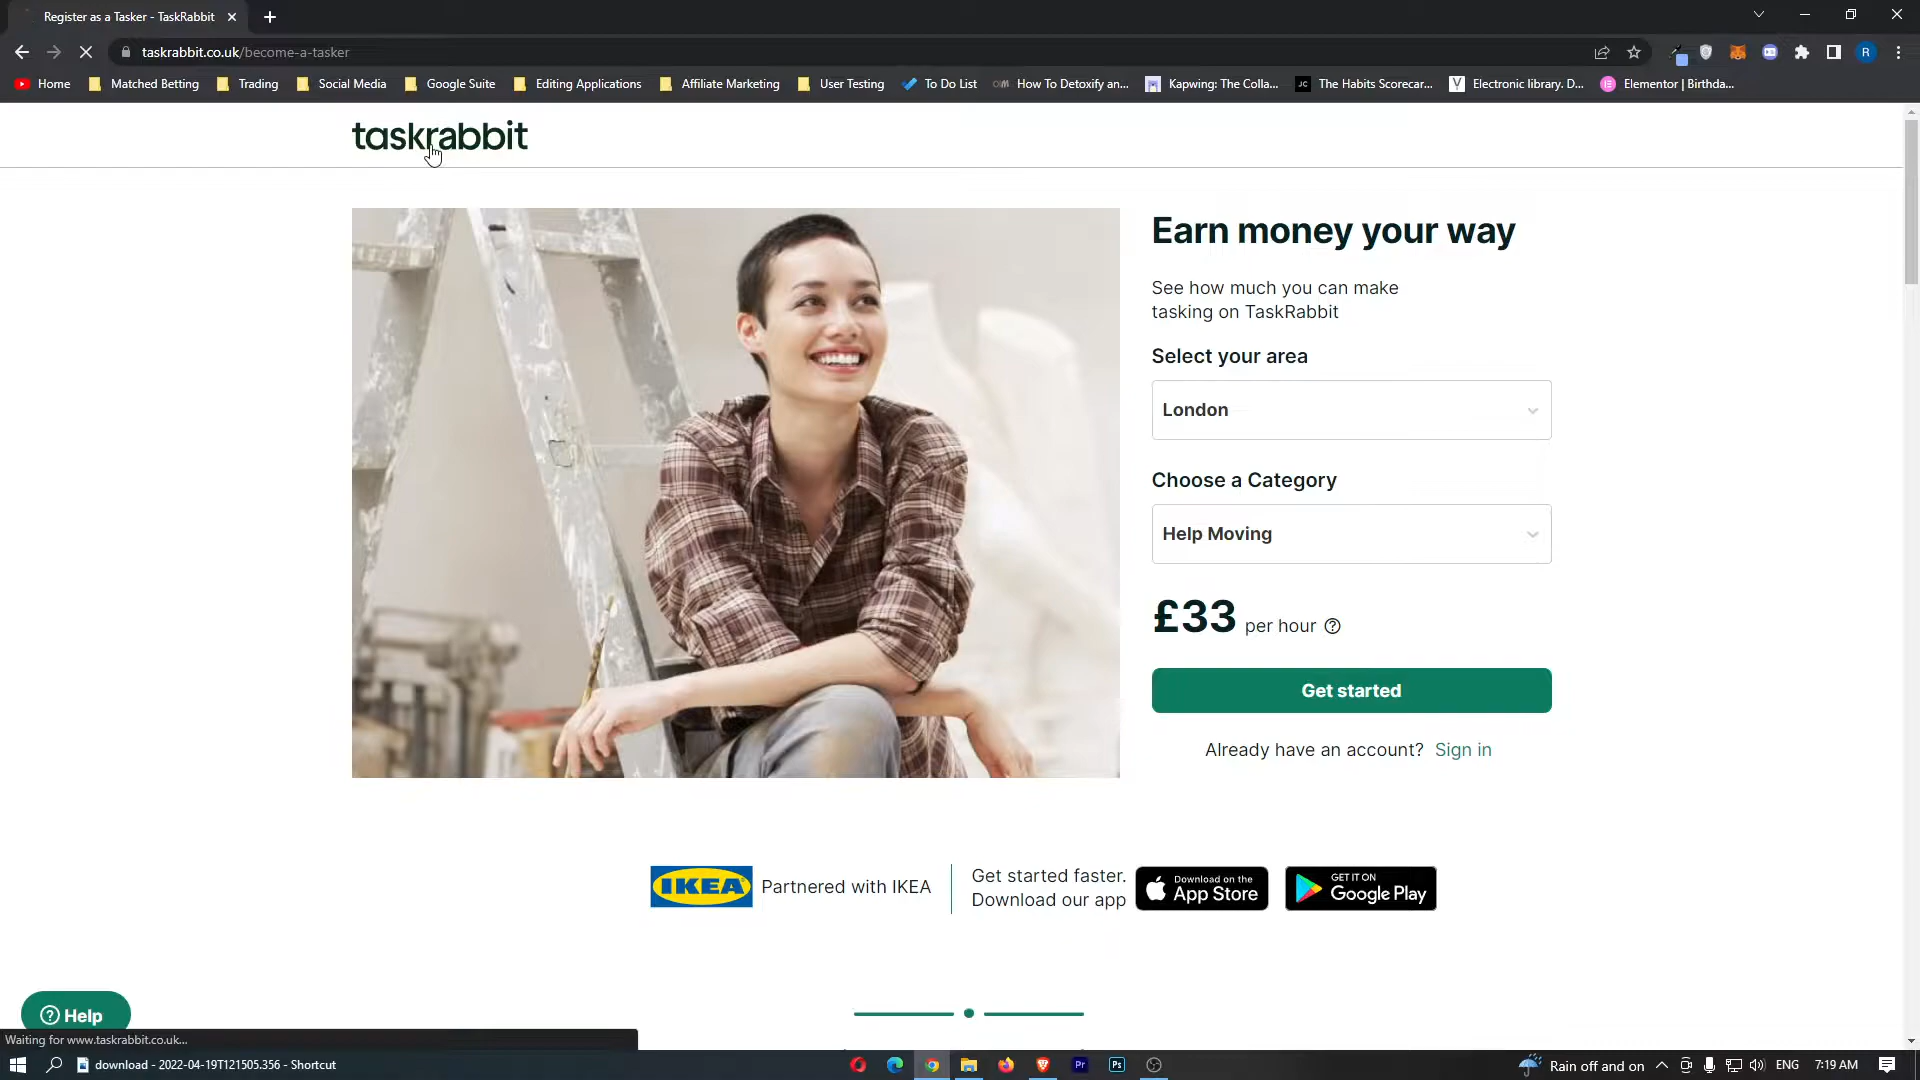 Register as a Tasker - TaskRabbit
taskrabbit.co.uk/become-a-tasker
R
Home
Matched Betting
Trading
Social Media
Google Suite
Editing Applications
Affiliate Marketing
User Testing
To Do List
How To Detoxify an...
Kapwing: The Colla...
JC
The Habits Scorecar...
V
Electronic library. D...
Elementor | Birthda...
taskrabbit
Earn money your way
See how much you can make
tasking on TaskRabbit
Select your area
London
Choose a Category
Help Moving
£33 per hour
Get started
Already have an account? Sign in
IKEA
Partnered with IKEA
Get started faster.
Download our app
Download on the
App Store
GET IT ON
Google Play
Help
Waiting for www.taskrabbit.co.uk...
download - 2022-04-19T121505.356 - Shortcut
Pr
Ps
Rain off and on
ENG
7:19 AM